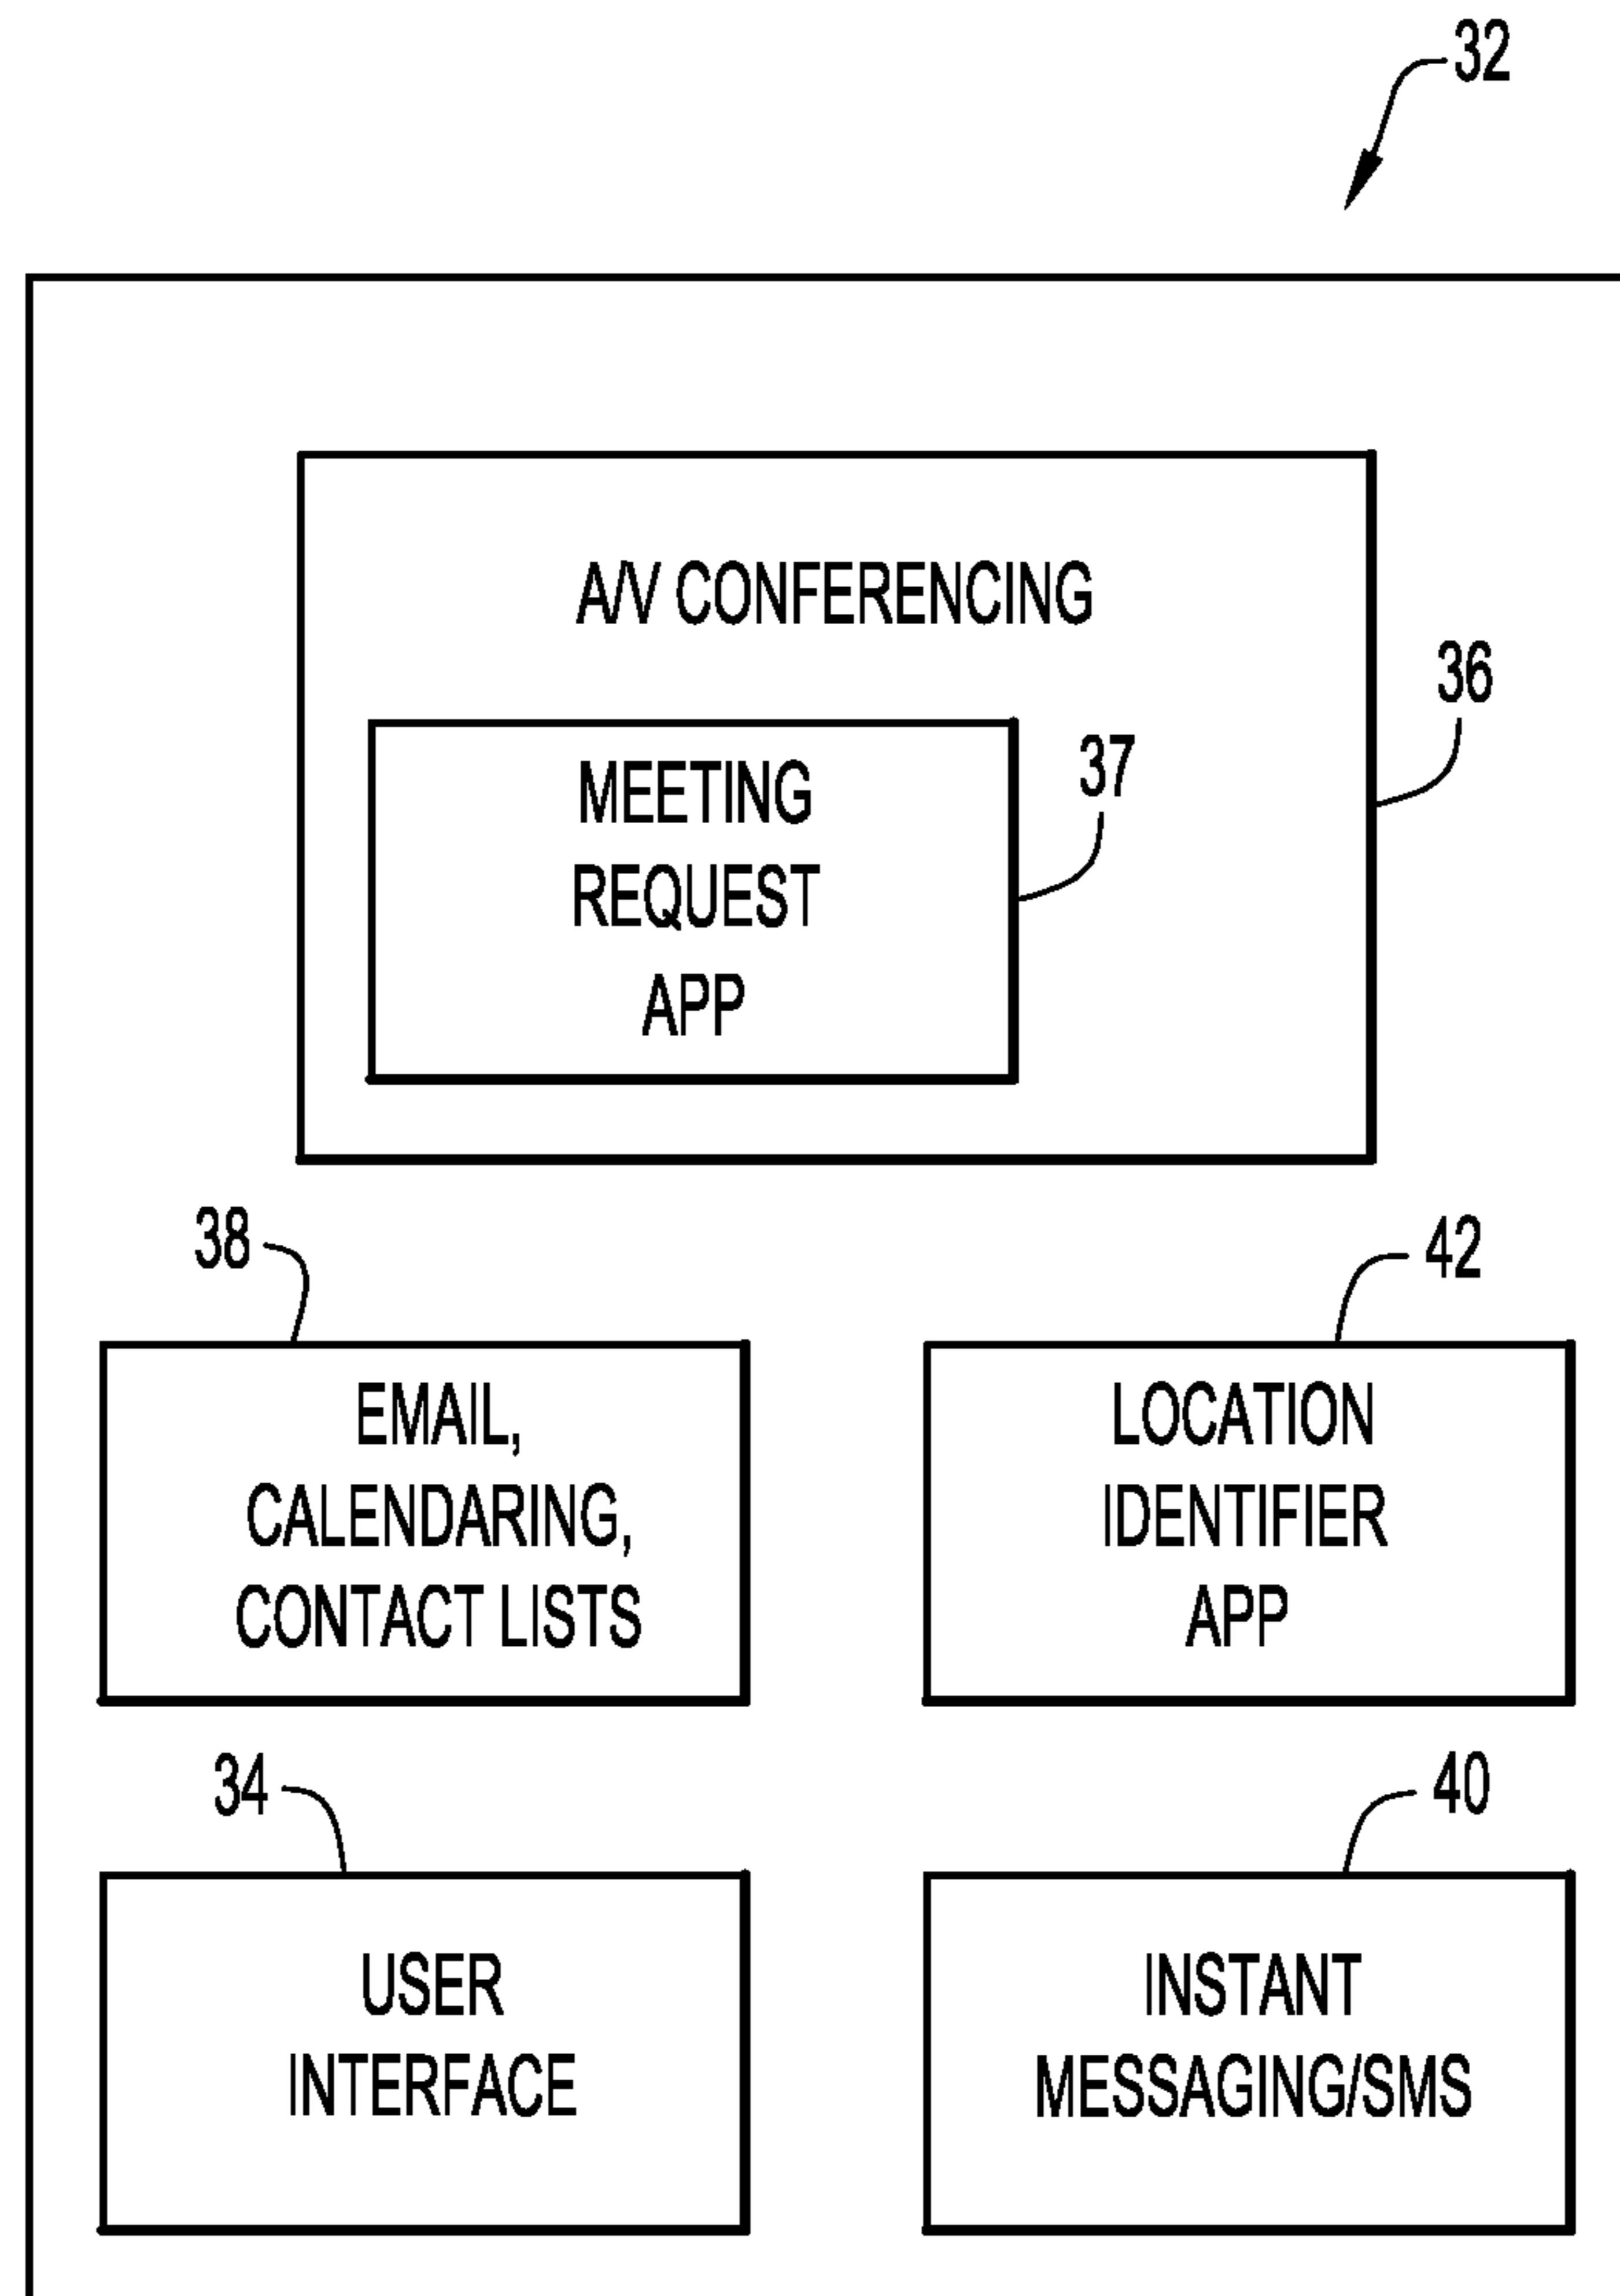 32
A/V CONFERENCING
36
MEETING
REQUEST
APP
37
38
42
EMAIL,
CALENDARING,
CONTACT LISTS
LOCATION
IDENTIFIER
APP
34
40
USER
INTERFACE
INSTANT
MESSAGING/SMS